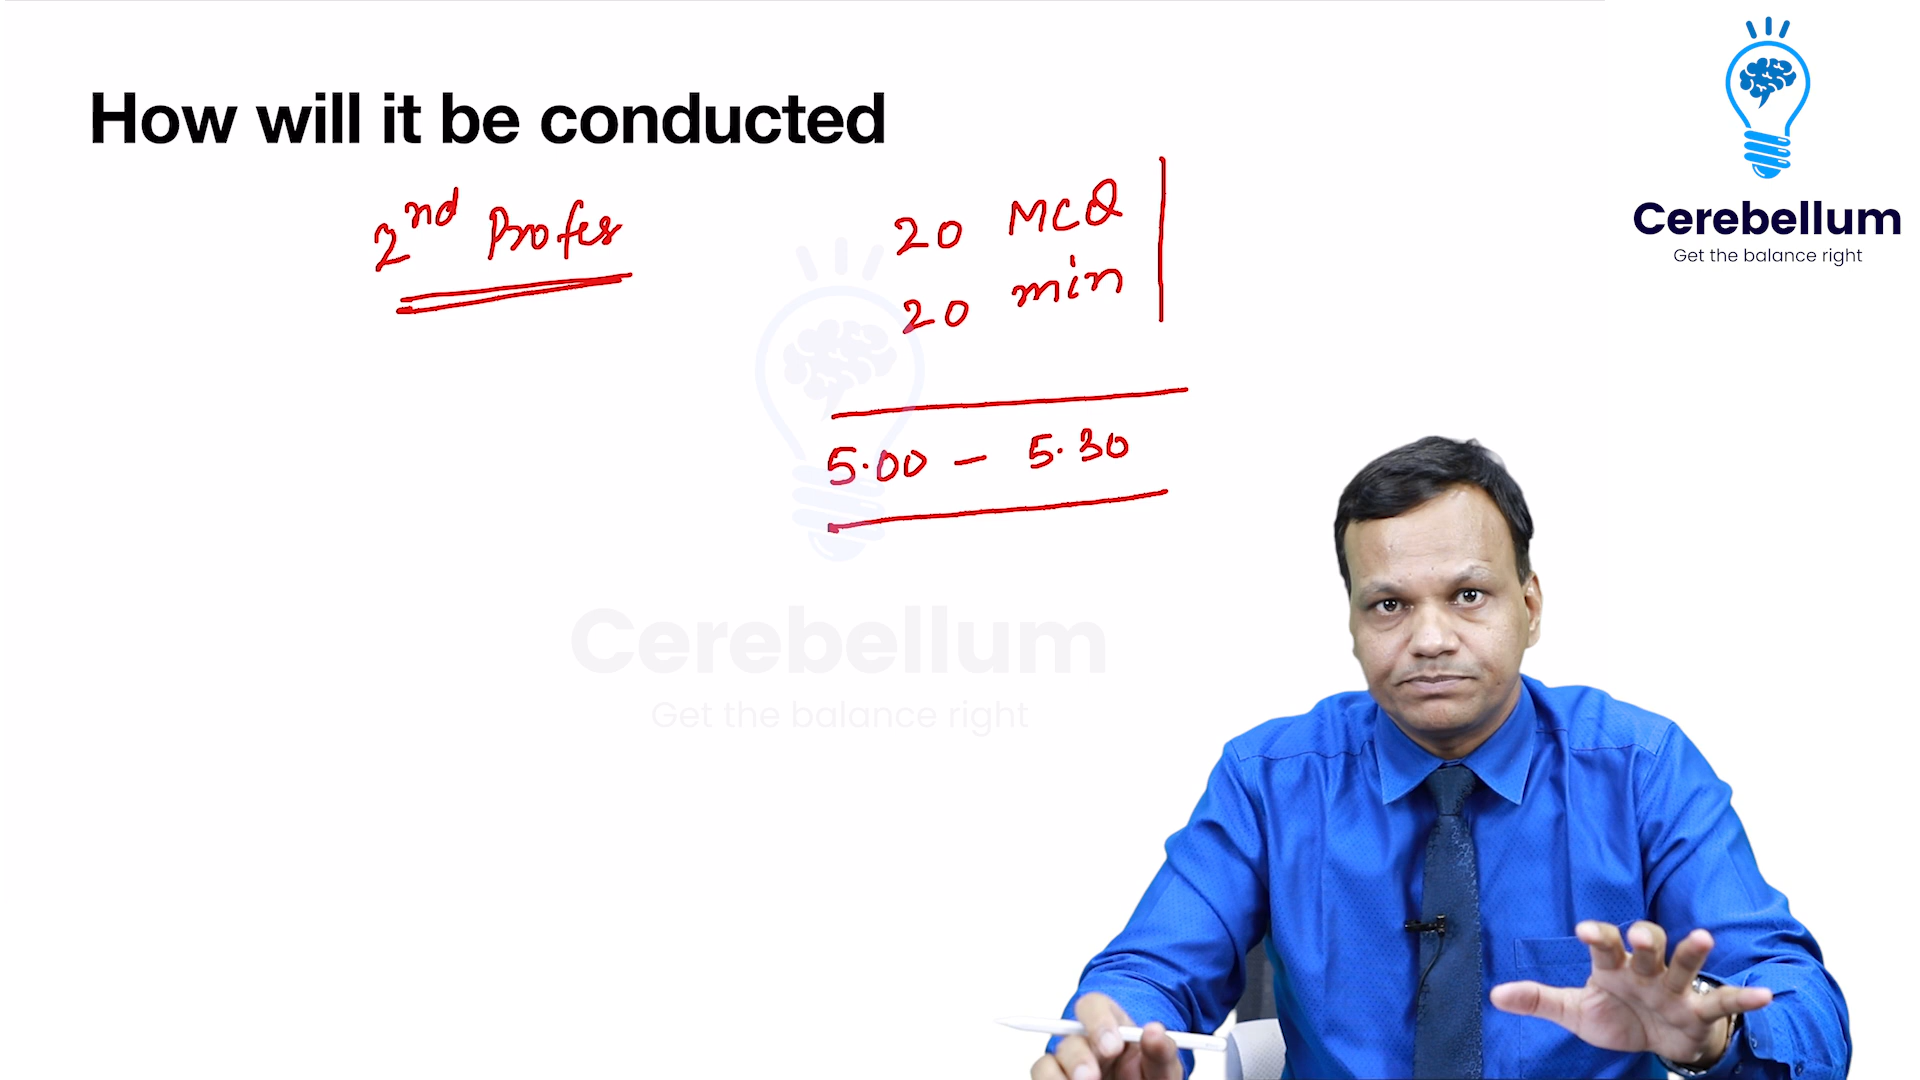 How will it be conducted
2nd Profes
20 MCQ
20 min
5.00 - 5.30
Cerebellum
Get the balance right
Cerebellum
Get the balance right